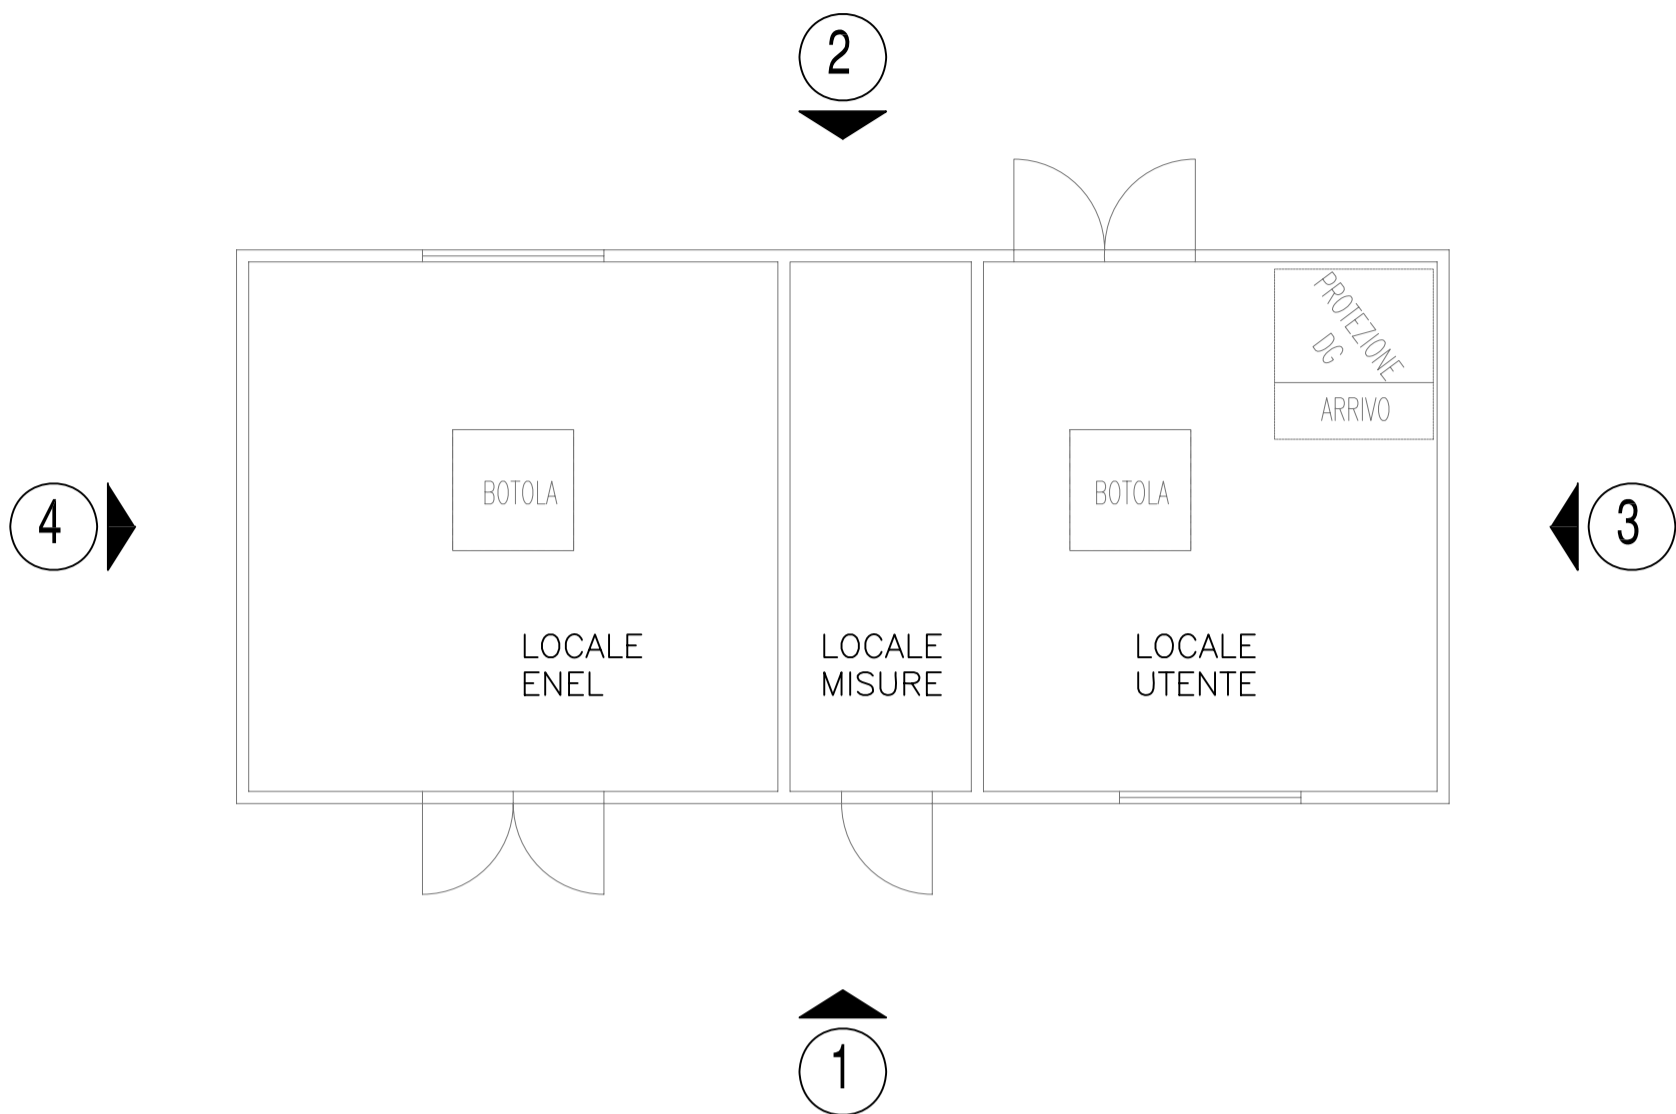 2
PROTEZIONE
DG
ARRIVO
BOTOLA
BOTOLA
4
3
LOCALE
ENEL
LOCALE
MISURE
LOCALE
UTENTE
1